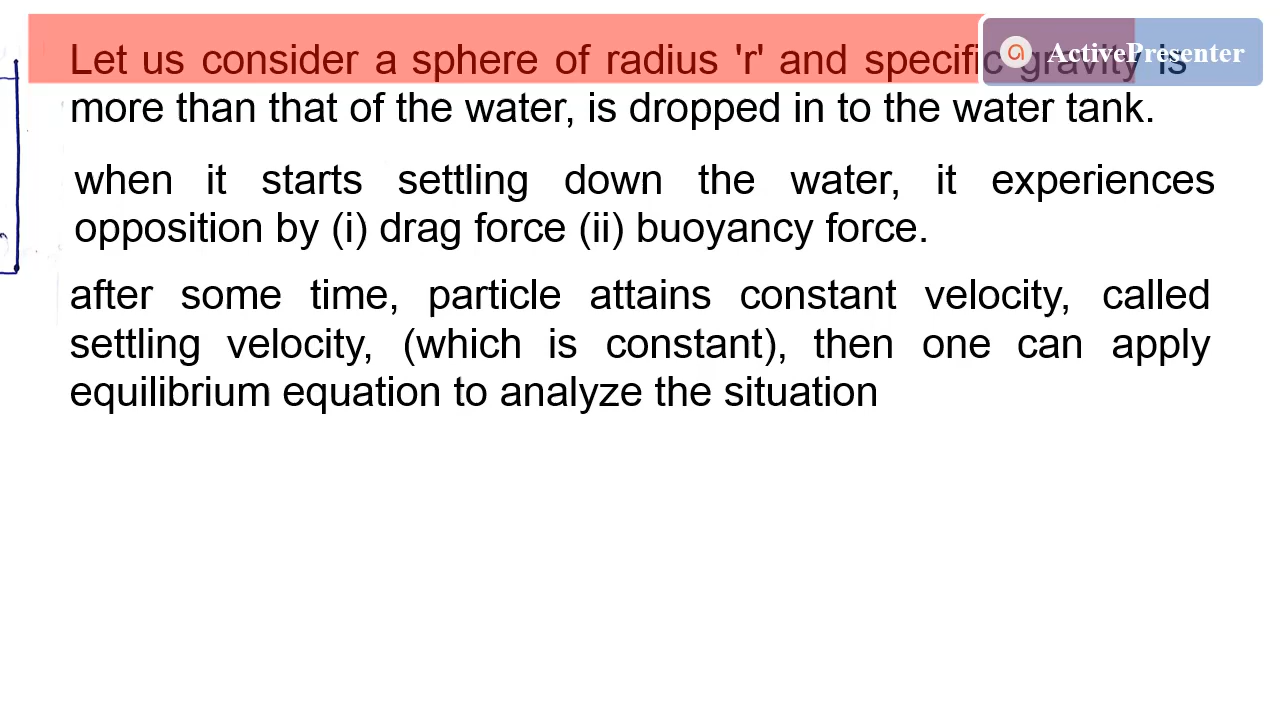 Let us consider a sphere of radius 'r' and specific gravity is
ActivePresenter
more than that of the water, is dropped in to the water tank.
when it starts settling down the water, it experiences
opposition by (i) drag force (ii) buoyancy force.
after some time, particle attains constant velocity, called
settling velocity, (which is constant), then one can apply
equilibrium equation to analyze the situation